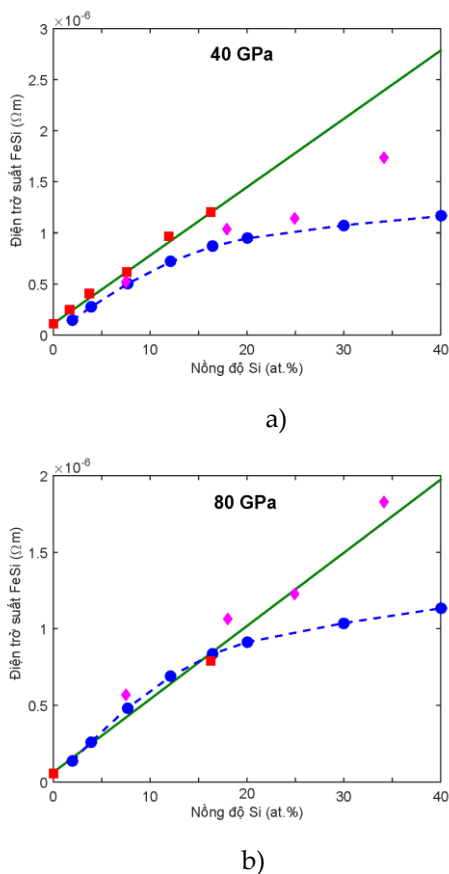 ×10⁻⁶
3
2.5
2
1.5
1
0.5
0
40 GPa
Điện trở suất FeSi (Ωm)
0 10 20 30 40
Nồng độ Si (at.%)
a)
×10⁻⁶
2
1.5
1
0.5
0
80 GPa
Điện trở suất FeSi (Ωm)
0 10 20 30 40
Nồng độ Si (at.%)
b)